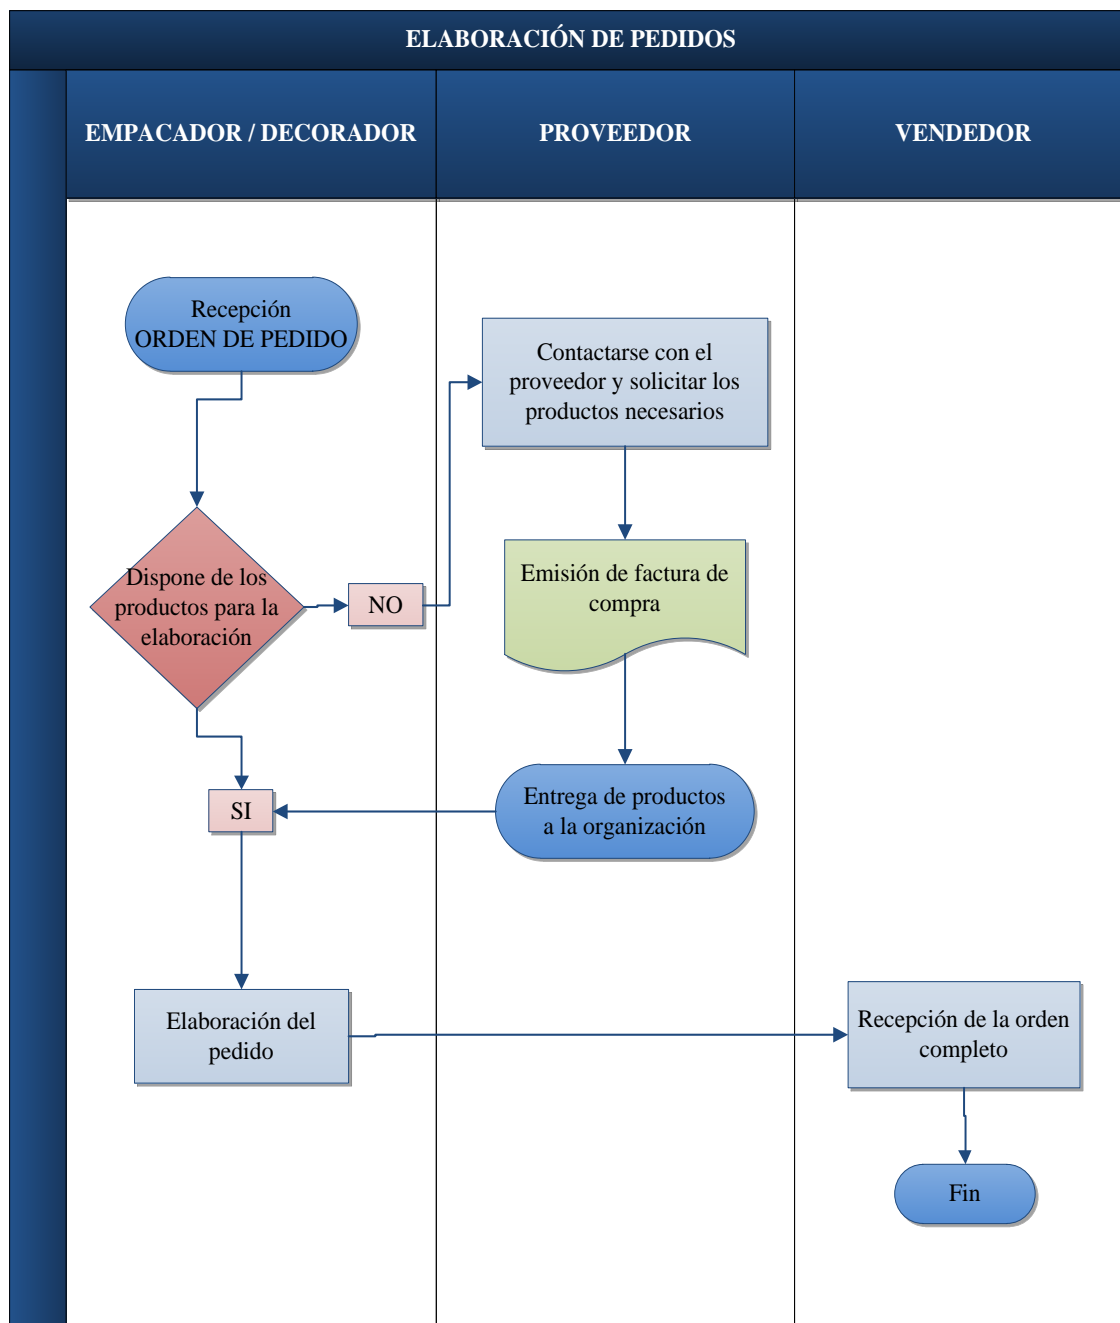 ELABORACIÓN DE PEDIDOS
EMPACADOR / DECORADOR
PROVEEDOR
VENDEDOR
Recepción
ORDEN DE PEDIDO
Contactarse con el
proveedor y solicitar los
productos necesarios
Dispone de los
productos para la
elaboración
NO
Emisión de factura de
compra
SI
Entrega de productos
a la organización
Elaboración del
pedido
Recepción de la orden
completo
Fin